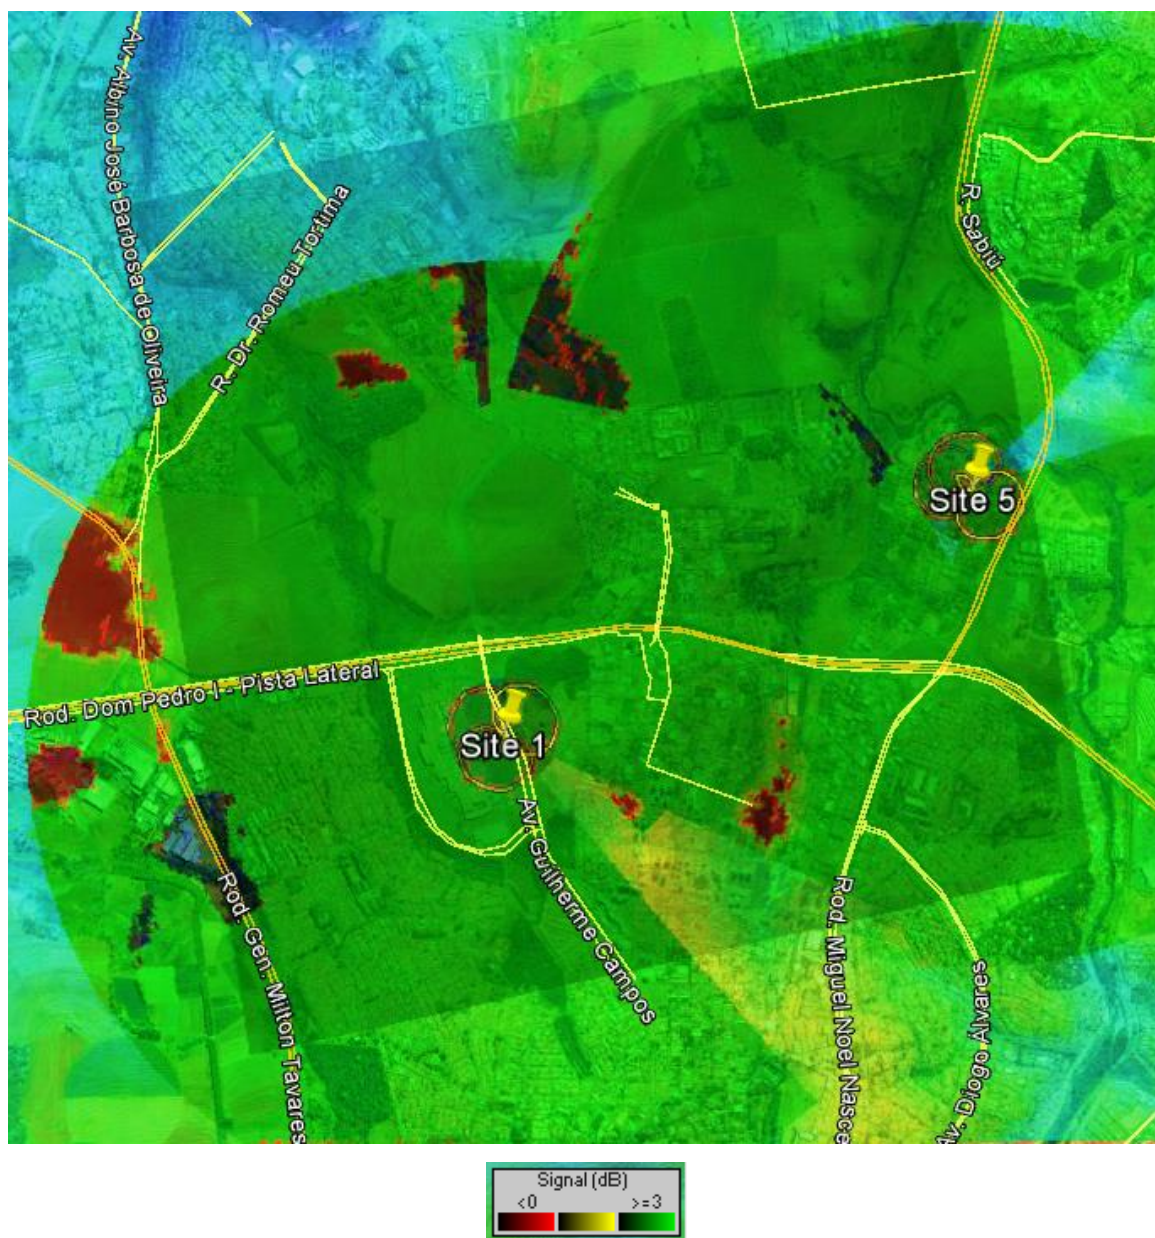 Av. Albino José Barbosa de Oliveira
R. Dr. Romeu Tortima
R. Sabiú
Site 5
Rod. Dom Pedro I - Pista Lateral
Site 1
Av. Guilherme Campos
Rod. Gen. Milton Tavares
Rod. Miguel Noel Nasce
Av. Diogo Álvares
Signal (dB)
<0 >=3